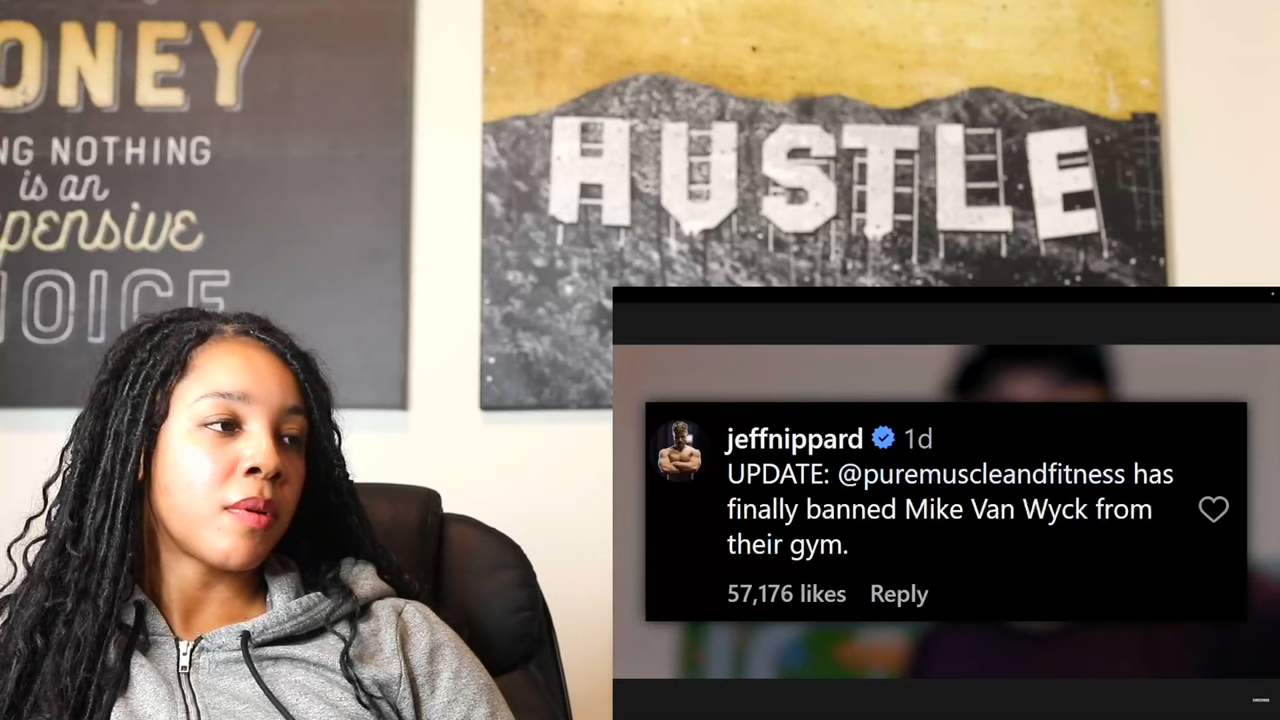 ONEY
NG NOTHING
is an
pensive
HOICE
HUSTLE
jeffnippard 1d
UPDATE: @puremuscleandfitness has
finally banned Mike Van Wyck from
their gym.
57,176 likes Reply